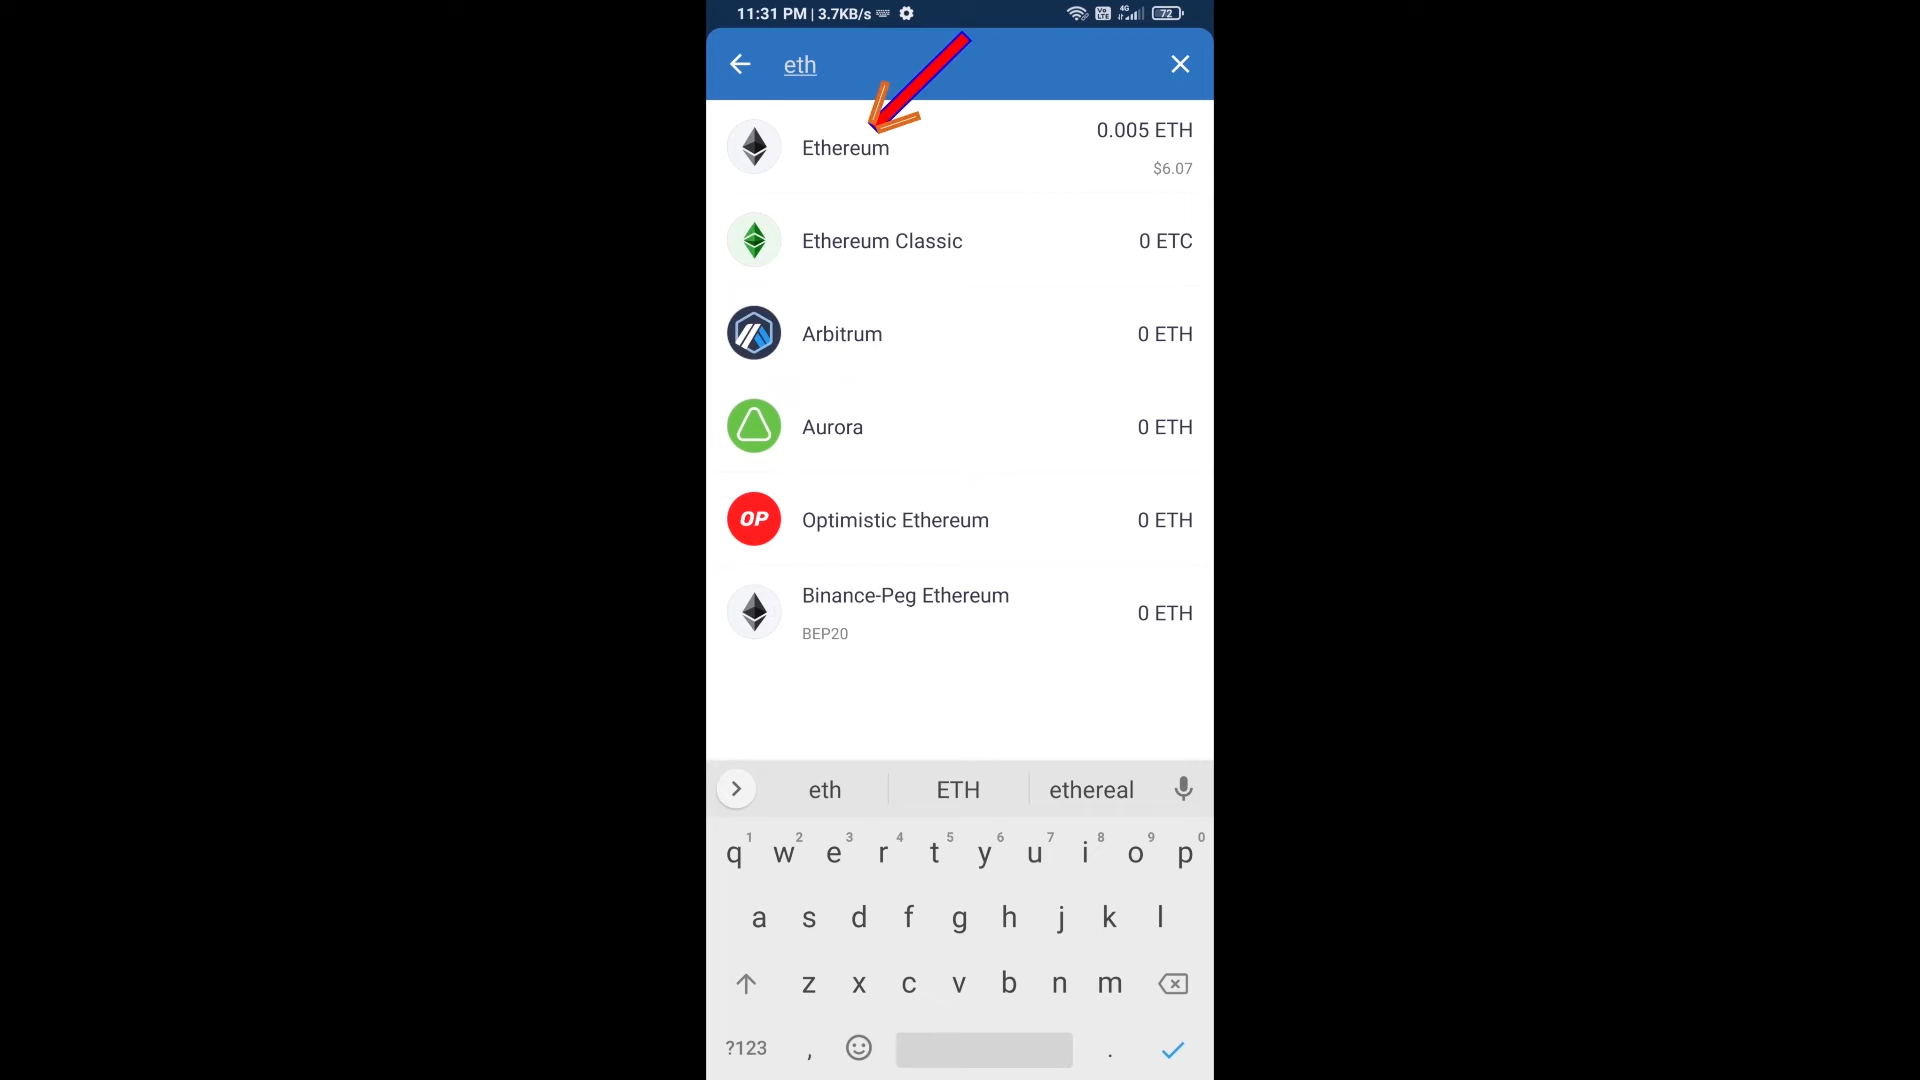 11:31 PM | 3.7KB/s 4G 72
eth
Ethereum 0.005 ETH
$6.07
Ethereum Classic 0 ETC
Arbitrum 0 ETH
Aurora 0 ETH
OP Optimistic Ethereum 0 ETH
Binance-Peg Ethereum 0 ETH
BEP20
eth ETH ethereal
1 2 3 4 5 6 7 8 9 0
q w e r t y u i o p
a s d f g h j k l
z x c v b n m
?123 , .